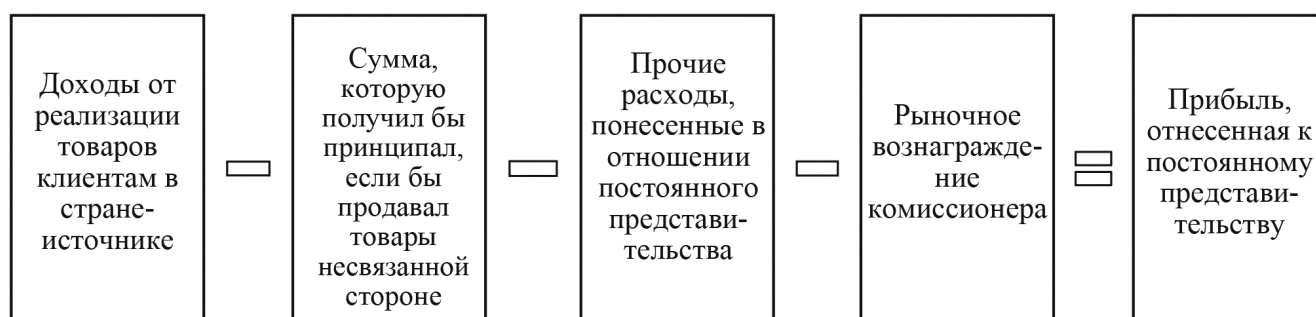 Доходы от
реализации
товаров
клиентам в
стране-
источнике
Сумма,
которую
получил бы
принципал,
если бы
продавал
товары
несвязанной
стороне
Прочие
расходы,
понесенные в
отношении
постоянного
представи-
тельства
Рыночное
вознагражде-
ние
комиссионера
Прибыль,
отнесенная к
постоянному
представи-
тельству